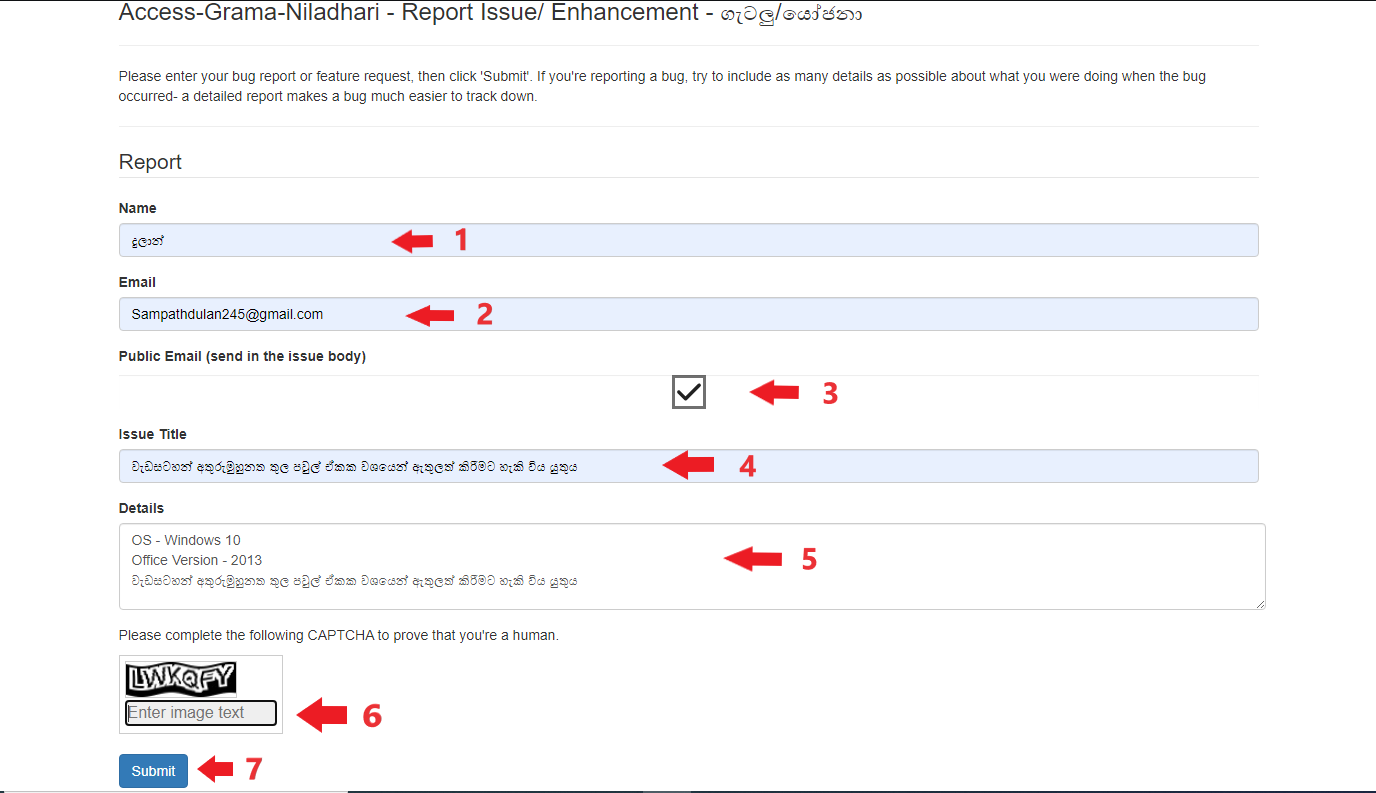 Access-Grama-Niladhari - Report Issue/ Enhancement - ගැටලු/යෝජනා
Please enter your bug report or feature request, then click 'Submit'. If you're reporting a bug, try to include as many details as possible about what you were doing when the bug
occurred- a detailed report makes a bug much easier to track down.
Report
Name
දුලාන් 1
Email
Sampathdulan245@gmail.com 2
Public Email (send in the issue body)
3
Issue Title
වැඩසටහන් අතුරුමුහුනත තුල පවුල් ඒකක වශයෙන් ඇතුලත් කිරීමට හැකි විය යුතුය 4
Details
OS - Windows 10
Office Version - 2013 5
වැඩසටහන් අතුරුමුහුනත තුල පවුල් ඒකක වශයෙන් ඇතුලත් කිරීමට හැකි විය යුතුය
Please complete the following CAPTCHA to prove that you're a human.
LWKQFY
Enter image text 6
Submit 7